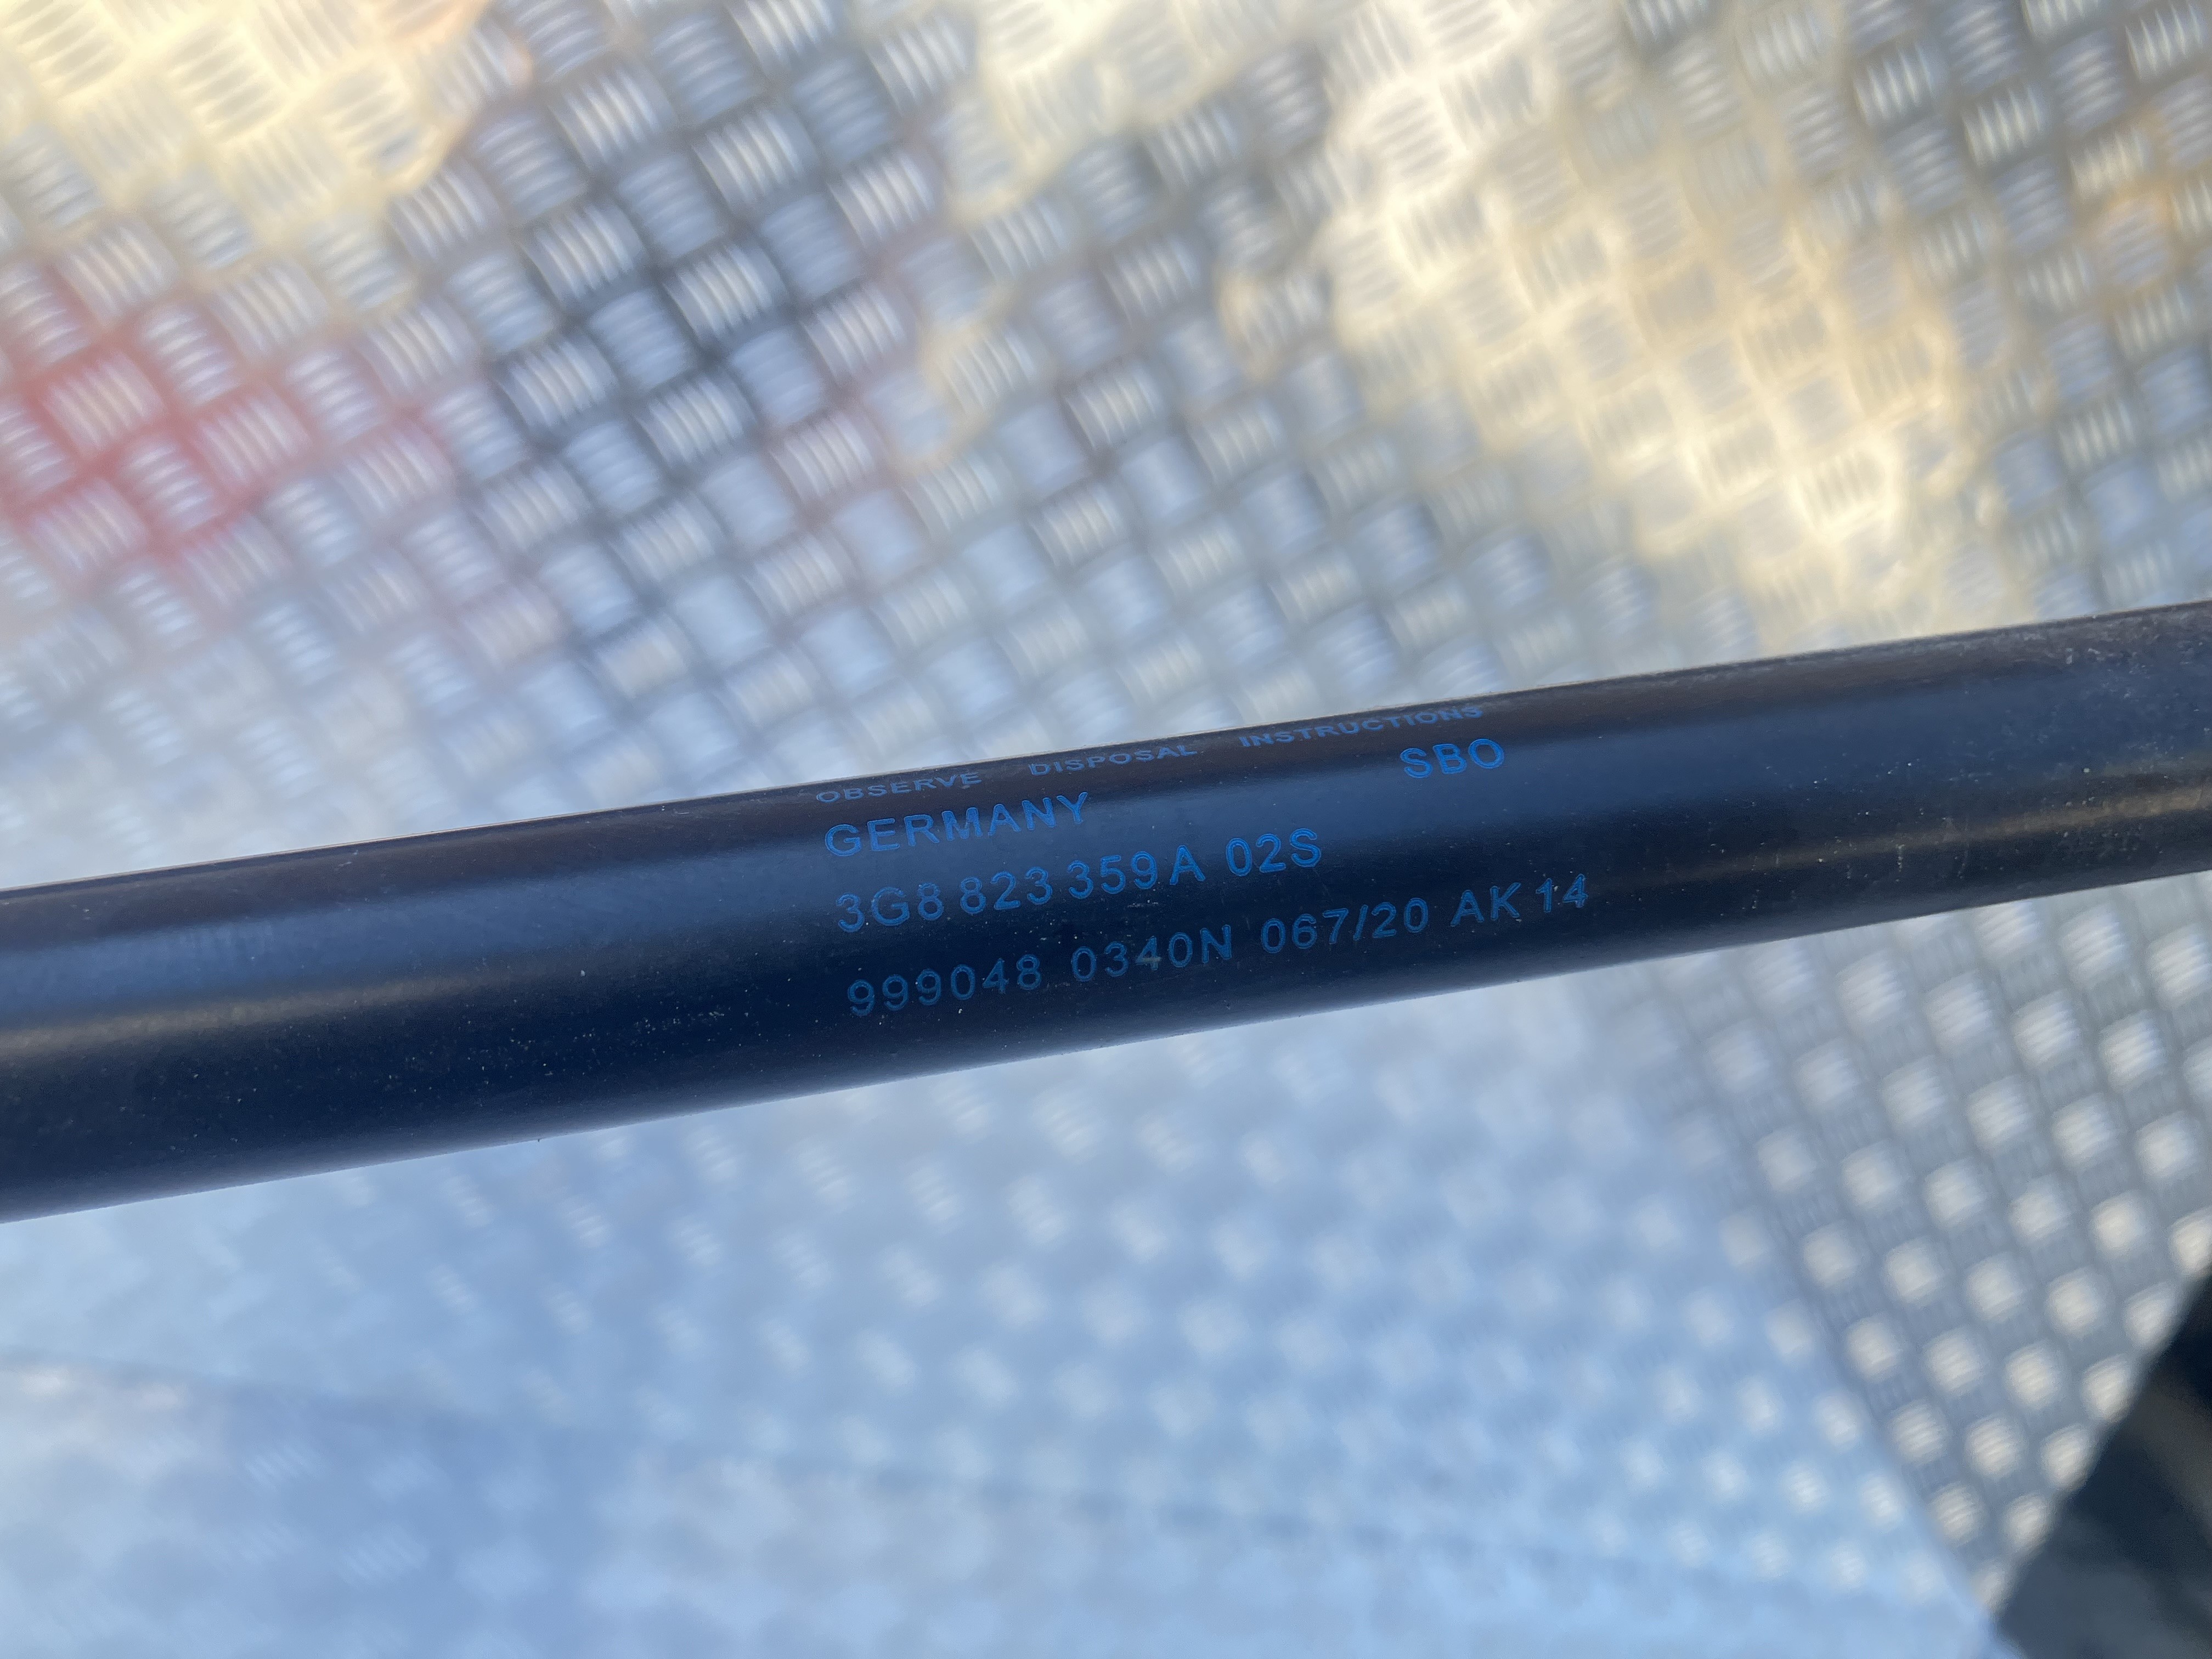 OBSERVE DISPOSAL INSTRUCTIONS
GERMANY SBO
3G8 823 359 A 02S
999048 0340N 067/20 AK 14